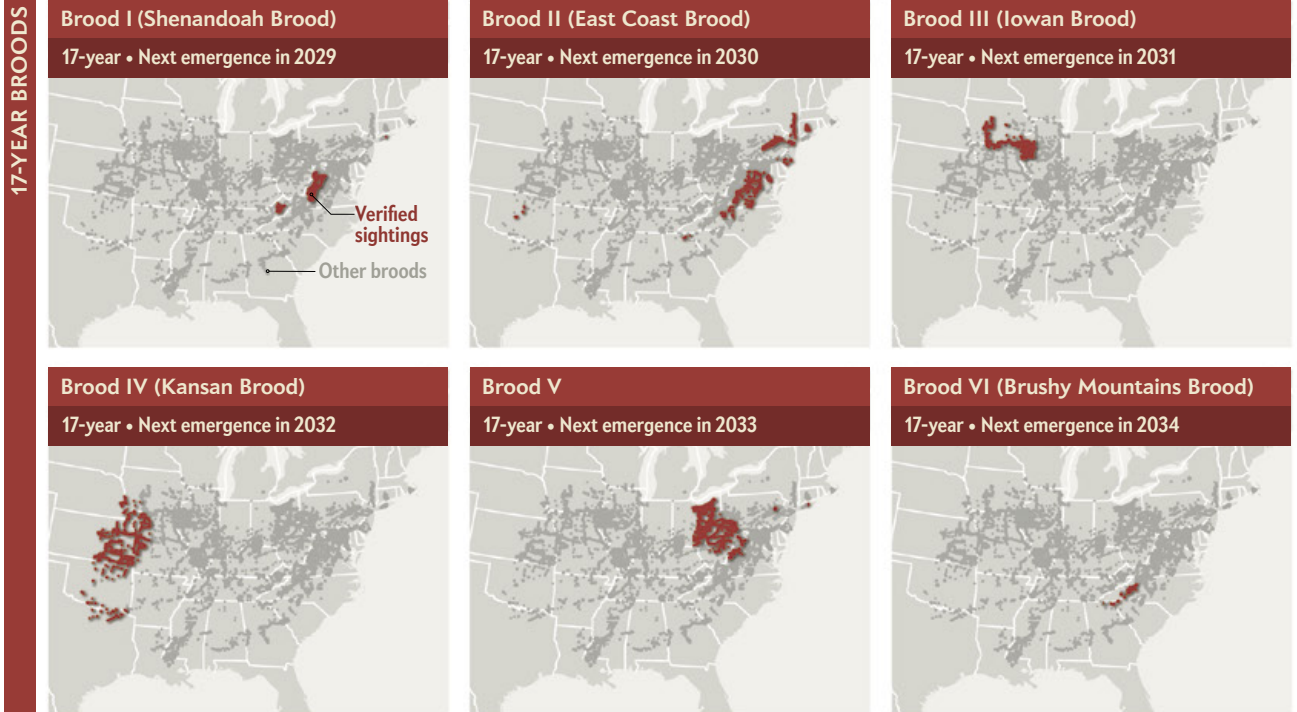 17-YEAR BROODS
Brood I (Shenandoah Brood)
17-year • Next emergence in 2029
Verified
sightings
Other broods
Brood II (East Coast Brood)
17-year • Next emergence in 2030
Brood III (Iowan Brood)
17-year • Next emergence in 2031
Brood IV (Kansan Brood)
17-year • Next emergence in 2032
Brood V
17-year • Next emergence in 2033
Brood VI (Brushy Mountains Brood)
17-year • Next emergence in 2034